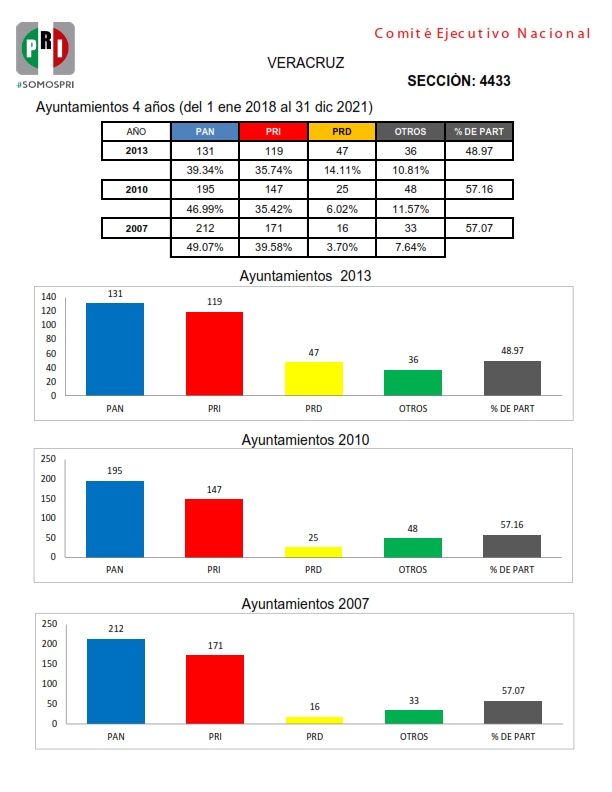 PRI
Comité Ejecutivo Nacional
#SOMOSPRI
VERACRUZ
SECCIÓN: 4433
Ayuntamientos 4 años (del 1 ene 2018 al 31 dic 2021)
AÑO PAN PRI PRD OTROS % DE PART
2013 131 119 47 36 48.97
39.34% 35.74% 14.11% 10.81%
2010 195 147 25 48 57.16
46.99% 35.42% 6.02% 11.57%
2007 212 171 16 33 57.07
49.07% 39.58% 3.70% 7.64%
Ayuntamientos 2013
140
120
100
80
60
40
20
0
131 119 47 36 48.97
PAN PRI PRD OTROS % DE PART
Ayuntamientos 2010
250
200
150
100
50
0
195 147 25 48 57.16
PAN PRI PRD OTROS % DE PART
Ayuntamientos 2007
250
200
150
100
50
0
212 171 16 33 57.07
PAN PRI PRD OTROS % DE PART